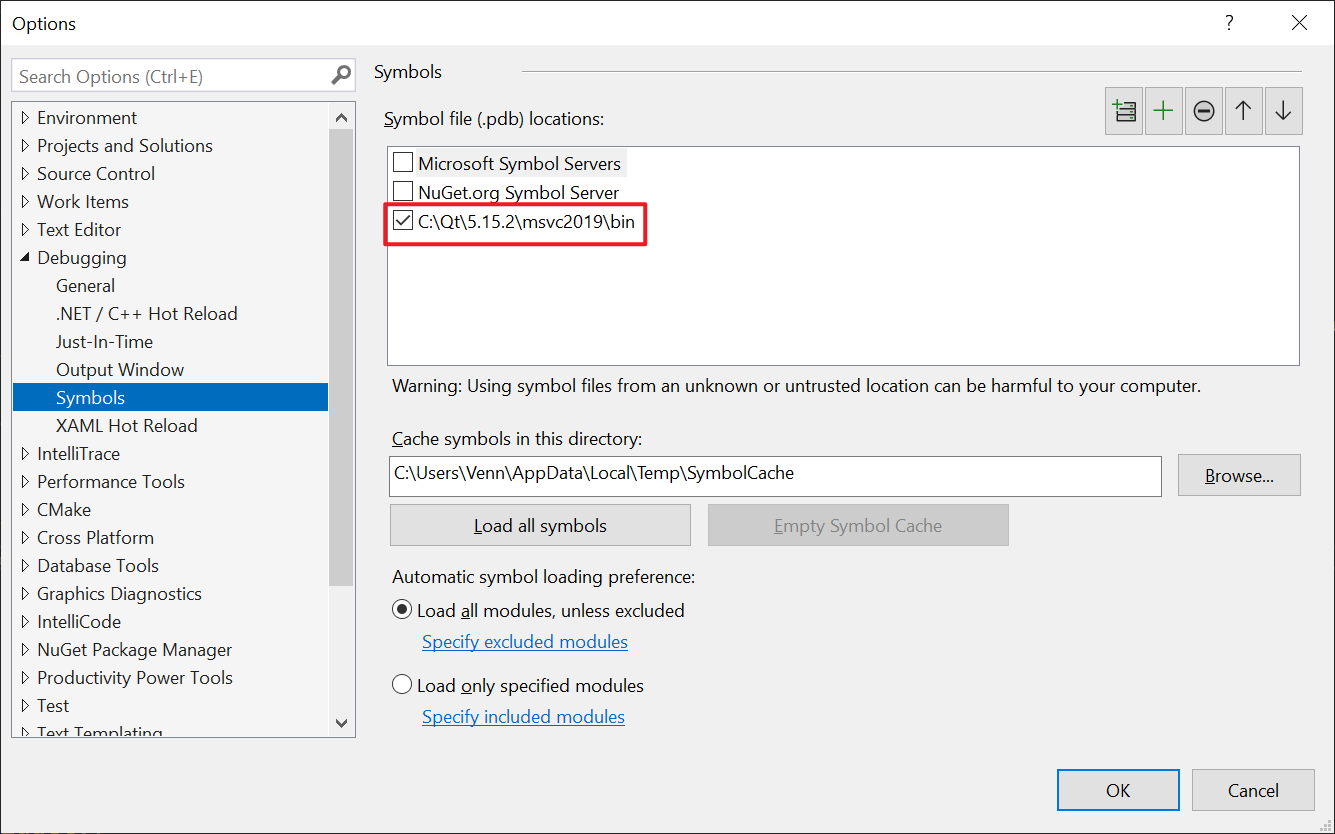 Options
?
Search Options (Ctrl+E)
Environment
Projects and Solutions
Source Control
Work Items
Text Editor
Debugging
General
.NET / C++ Hot Reload
Just-In-Time
Output Window
Symbols
XAML Hot Reload
IntelliTrace
Performance Tools
CMake
Cross Platform
Database Tools
Graphics Diagnostics
IntelliCode
NuGet Package Manager
Productivity Power Tools
Test
Text Templating
Symbols
Symbol file (.pdb) locations:
Microsoft Symbol Servers
NuGet.org Symbol Server
C:\Qt\5.15.2\msvc2019\bin
Warning: Using symbol files from an unknown or untrusted location can be harmful to your computer.
Cache symbols in this directory:
C:\Users\Venn\AppData\Local\Temp\SymbolCache
Browse...
Load all symbols
Empty Symbol Cache
Automatic symbol loading preference:
Load all modules, unless excluded
Specify excluded modules
Load only specified modules
Specify included modules
OK
Cancel